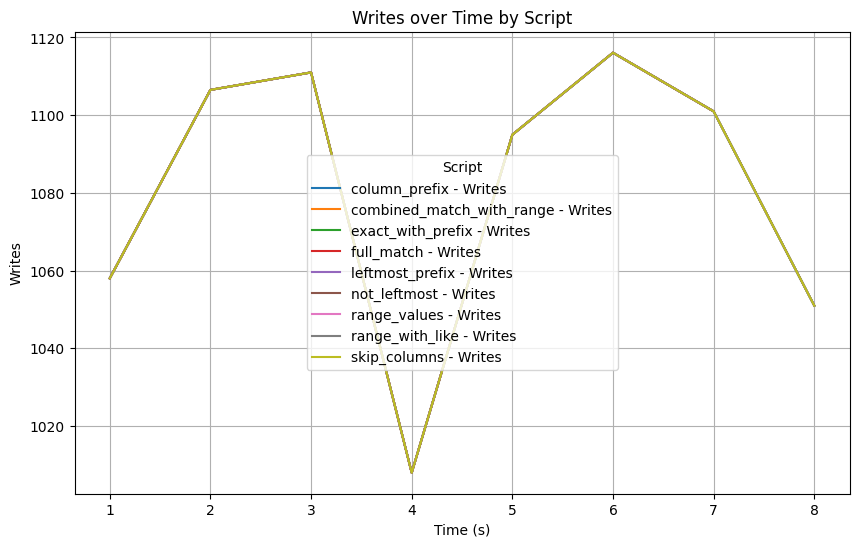 Writes over Time by Script
1120
1100
1080
1060
1040
1020
Writes
Script
column_prefix - Writes
combined_match_with_range - Writes
exact_with_prefix - Writes
full_match - Writes
leftmost_prefix - Writes
not_leftmost - Writes
range_values - Writes
range_with_like - Writes
skip_columns - Writes
1 2 3 4 5 6 7 8
Time (s)